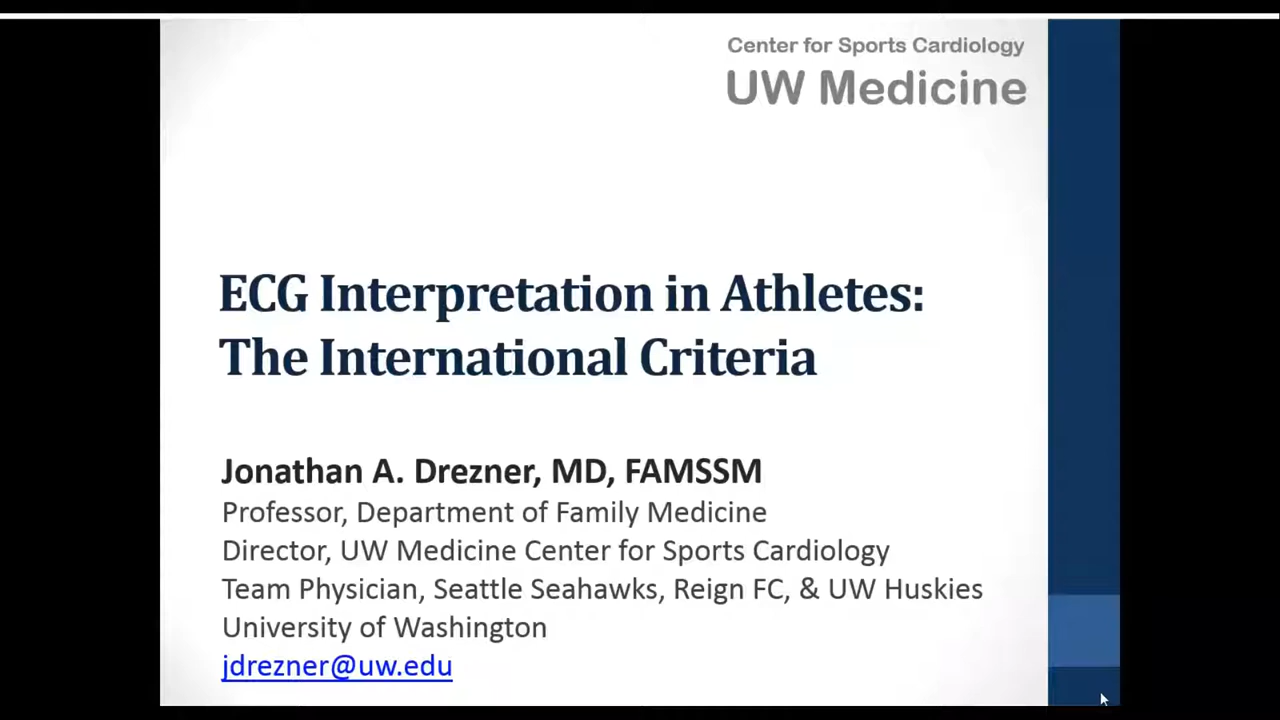 Center for Sports Cardiology
UW Medicine
ECG Interpretation in Athletes:
The International Criteria
Jonathan A. Drezner, MD, FAMSSM
Professor, Department of Family Medicine
Director, UW Medicine Center for Sports Cardiology
Team Physician, Seattle Seahawks, Reign FC, & UW Huskies
University of Washington
jdrezner@uw.edu